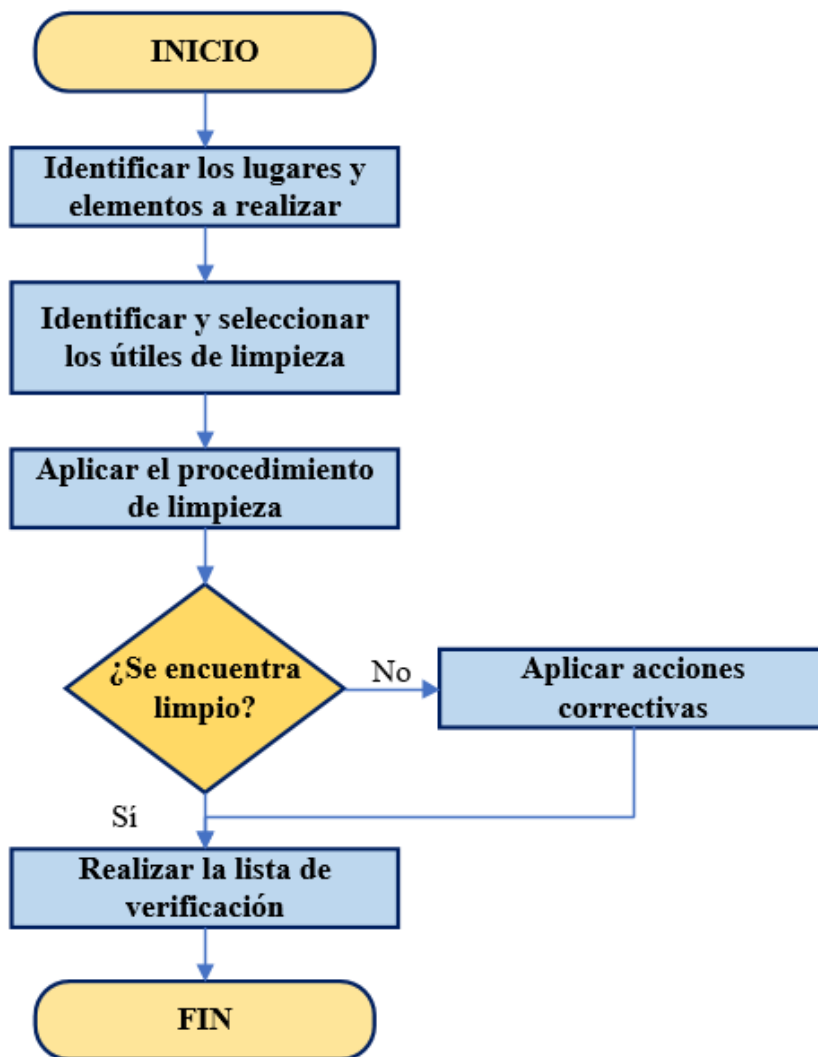 INICIO
Identificar los lugares y
elementos a realizar
Identificar y seleccionar
los útiles de limpieza
Aplicar el procedimiento
de limpieza
¿Se encuentra
limpio?
No
Aplicar acciones
correctivas
Sí
Realizar la lista de
verificación
FIN